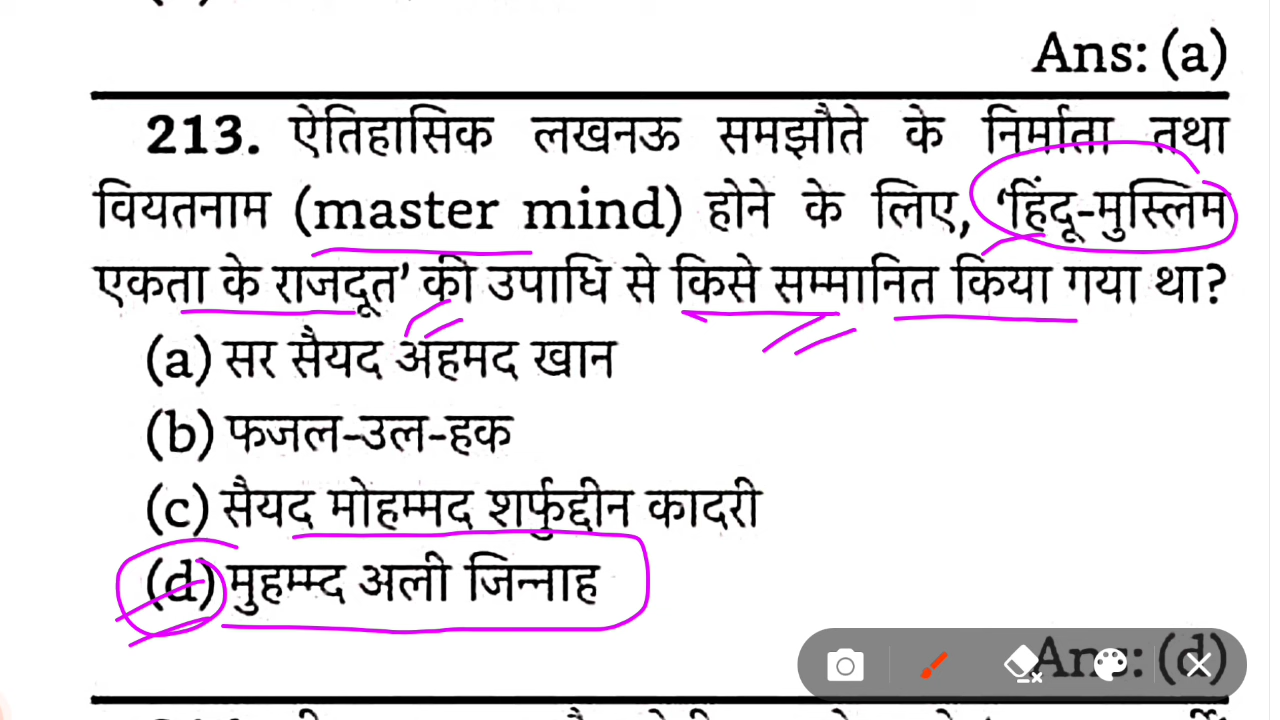 Ans: (a)
213. ऐतिहासिक लखनऊ समझौते के निर्माता तथा
वियतनाम (master mind) होने के लिए, ‘हिंदू-मुस्लिम
एकता के राजदूत’ की उपाधि से किसे सम्मानित किया गया था?
(a) सर सैयद अहमद खान
(b) फजल-उल-हक
(c) सैयद मोहम्मद शर्फुद्दीन कादरी
(d) मुहम्म्द अली जिन्नाह
Ans: (d)